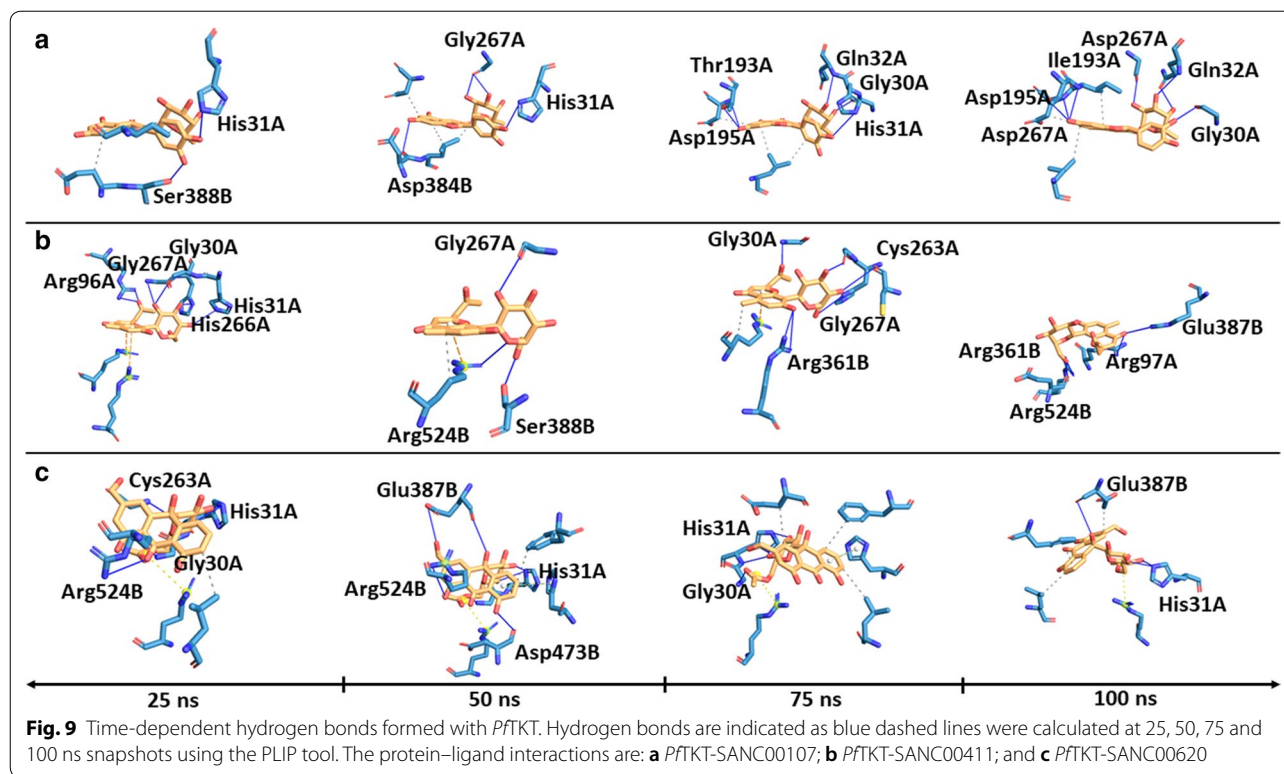 a
His31A
Ser388B
Gly267A
His31A
Asp384B
Thr193A
Gln32A
Gly30A
Asp195A
His31A
Asp267A
Ile193A
Gln32A
Asp195A
Asp267A
Gly30A
b
Gly30A
Gly267A
Arg96A
His31A
His266A
Gly267A
Arg524B
Ser388B
Gly30A
Cys263A
Gly267A
Arg361B
Glu387B
Arg361B
Arg97A
Arg524B
c
Cys263A
His31A
Gly30A
Arg524B
Glu387B
His31A
Arg524B
Asp473B
His31A
Gly30A
Glu387B
His31A
25 ns 50 ns 75 ns 100 ns
Fig. 9 Time-dependent hydrogen bonds formed with PfTKT. Hydrogen bonds are indicated as blue dashed lines were calculated at 25, 50, 75 and
100 ns snapshots using the PLIP tool. The protein–ligand interactions are: a PfTKT-SANC00107; b PfTKT-SANC00411; and c PfTKT-SANC00620